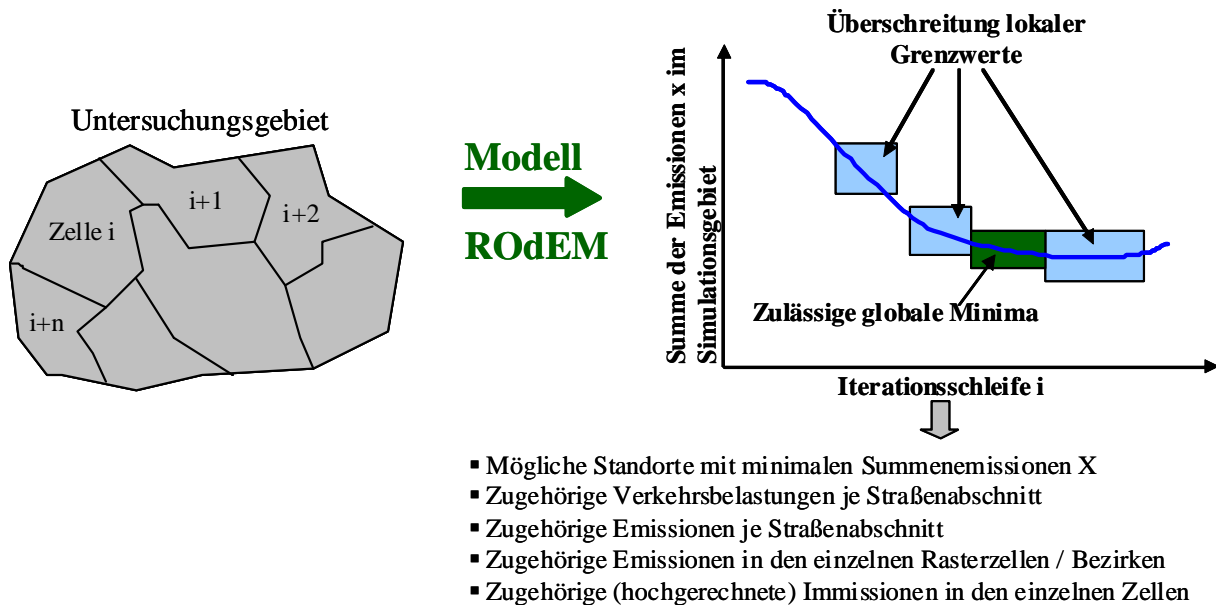 Untersuchungsgebiet
Zelle i
i+1
i+2
i+n
Modell
ROdEM
Überschreitung lokaler
Grenzwerte
Summe der Emissionen x im
Simulationsgebiet
Zulässige globale Minima
Iterationsschleife i
▪ Mögliche Standorte mit minimalen Summenemissionen X
▪ Zugehörige Verkehrsbelastungen je Straßenabschnitt
▪ Zugehörige Emissionen je Straßenabschnitt
▪ Zugehörige Emissionen in den einzelnen Rasterzellen / Bezirken
▪ Zugehörige (hochgerechnete) Immissionen in den einzelnen Zellen